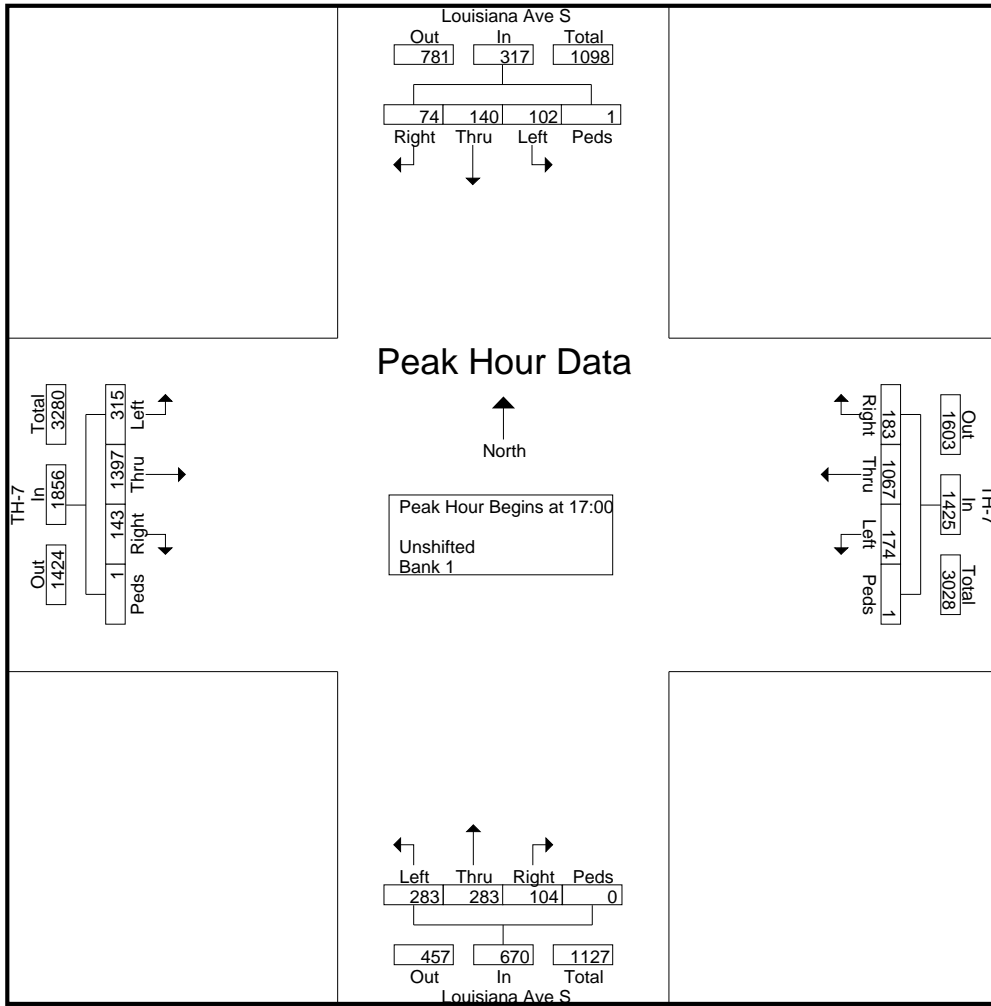 Louisiana Ave S
Out In Total
781 317 1098
74 140 102 1
Right Thru Left Peds
Peak Hour Data
North
Peak Hour Begins at 17:00
Unshifted
Bank 1
TH-7
Out In Total
1424 1856 3280
Left Thru Right Peds
315 1397 143 1
TH-7
Out In Total
1603 1425 3028
Right Thru Left Peds
183 1067 174 1
Left Thru Right Peds
283 283 104 0
457 670 1127
Out In Total
Louisiana Ave S